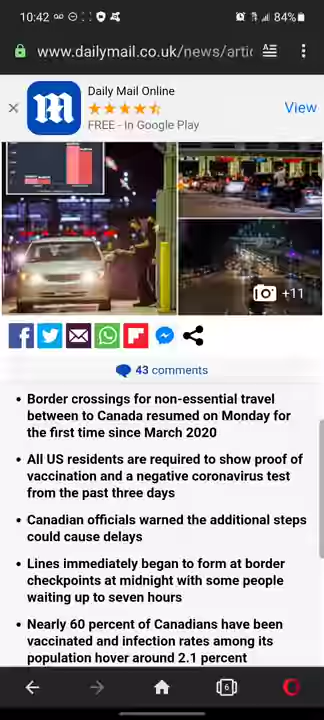 10:42
84%
www.dailymail.co.uk/news/artic
Daily Mail Online
FREE - In Google Play
View
+11
43 comments
• Border crossings for non-essential travel
between to Canada resumed on Monday for
the first time since March 2020
• All US residents are required to show proof of
vaccination and a negative coronavirus test
from the past three days
• Canadian officials warned the additional steps
could cause delays
• Lines immediately began to form at border
checkpoints at midnight with some people
waiting up to seven hours
• Nearly 60 percent of Canadians have been
vaccinated and infection rates among its
population hover around 2.1 percent
6